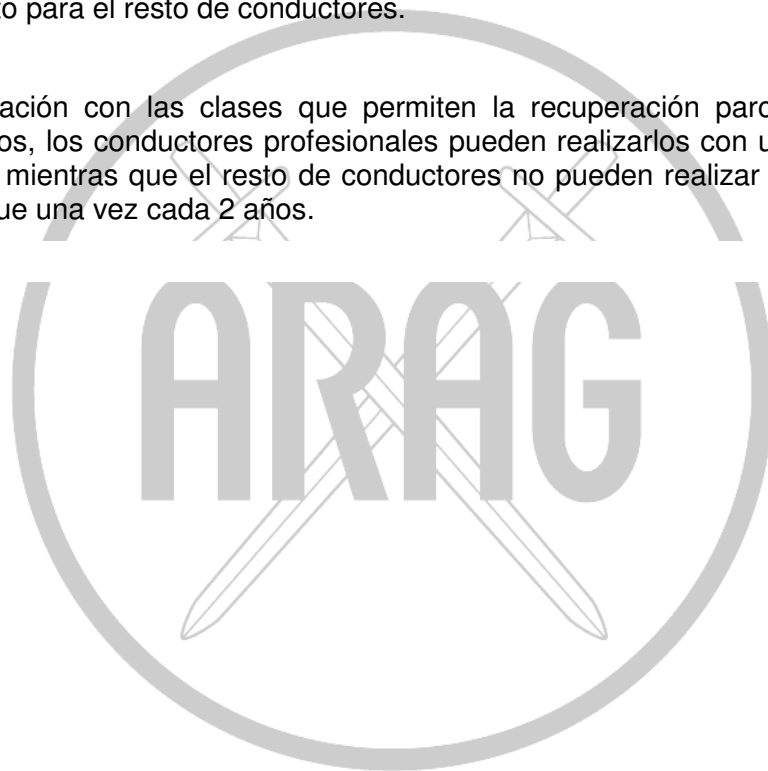 to para el resto de conductores.
ación con las clases que permiten la recuperación parc
os, los conductores profesionales pueden realizarlos con u
mientras que el resto de conductores no pueden realizar
ue una vez cada 2 años.
ARAG